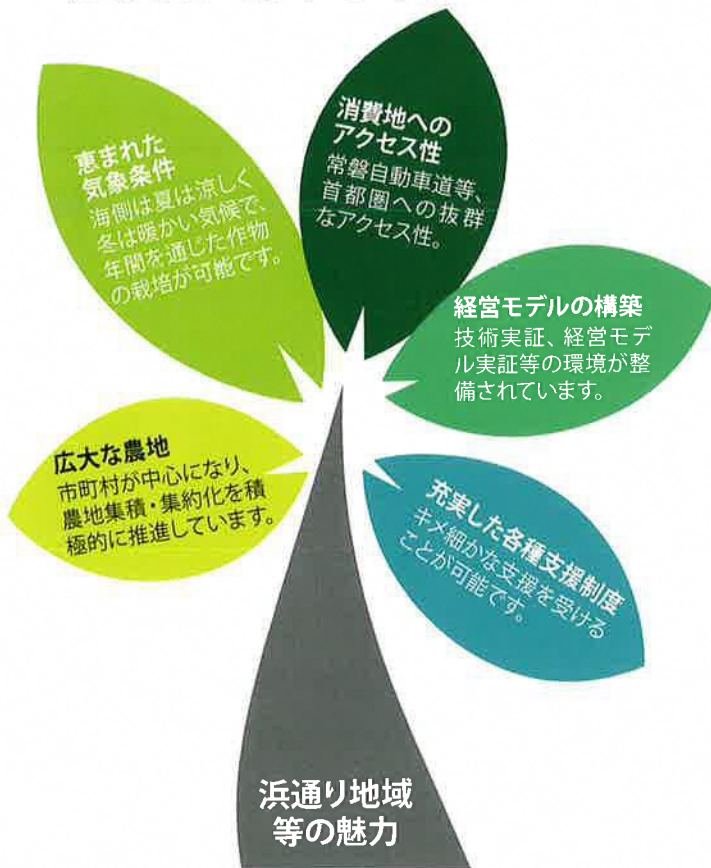 消費地への
アクセス性
常磐自動車道等、
首都圏への抜群
なアクセス性。
恵まれた
気象条件
海側は夏は涼しく
冬は暖かい気候で、
年間を通じた作物
の栽培が可能です。
経営モデルの構築
技術実証、経営モデ
ル実証等の環境が整
備されています。
広大な農地
市町村が中心になり、
農地集積・集約化を積
極的に推進しています。
充実した各種支援制度
キメ細かな支援を受ける
ことが可能です。
浜通り地域
等の魅力